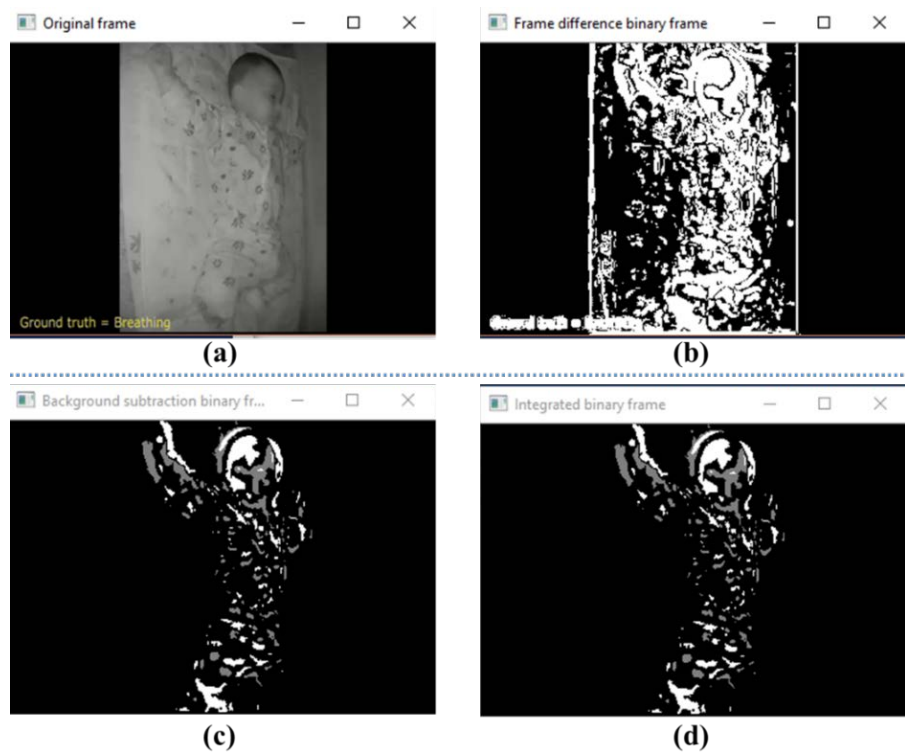 Original frame
Frame difference binary frame
Ground truth = Breathing
(a)
(b)
Background subtraction binary fr...
Integrated binary frame
(c)
(d)